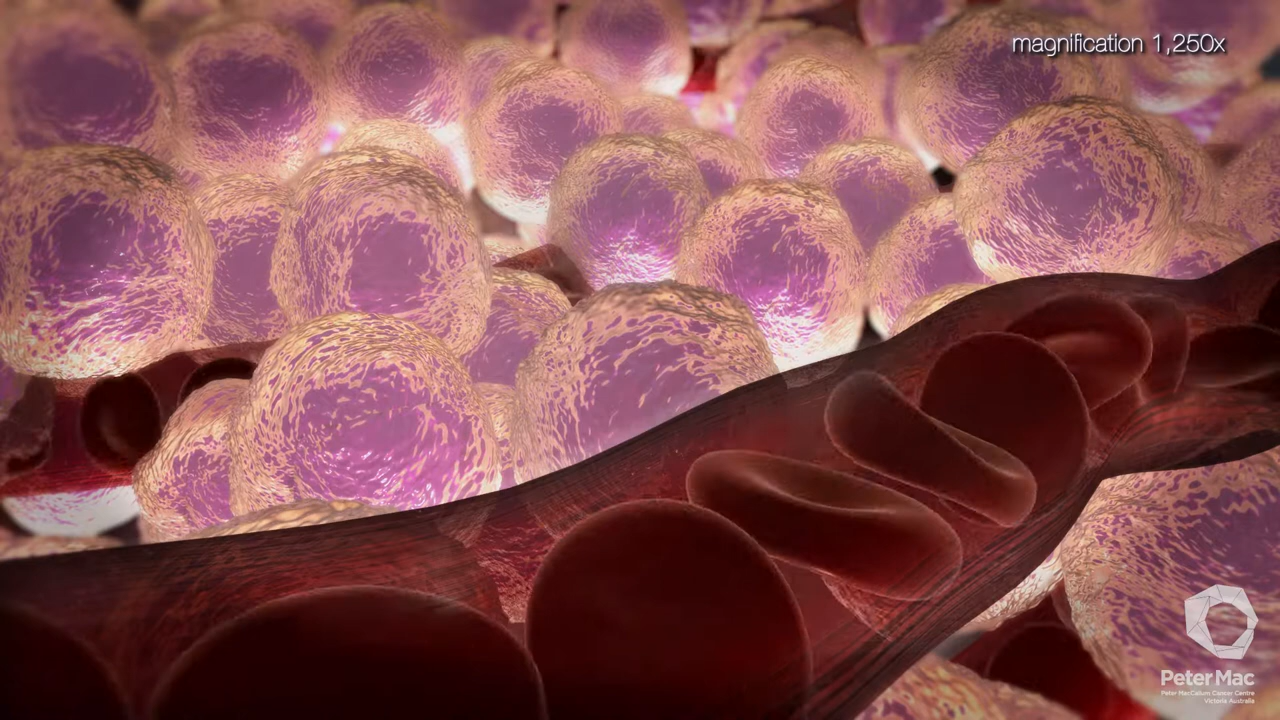 magnification 1,250x
Peter Mac
Peter MacCallum Cancer Centre
Victoria Australia